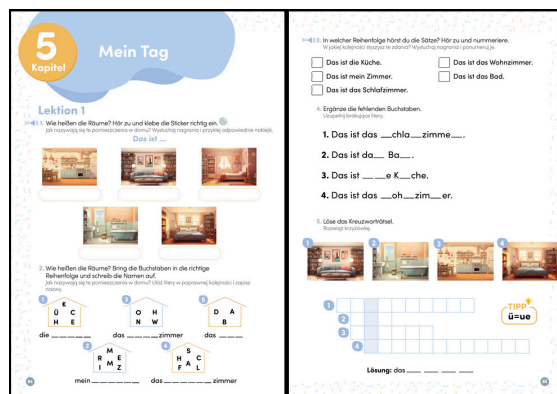 5
Kapitel
Mein Tag
Lektion 1
1. Wie heißen die Räume? Hör zu und klebe die Sticker richtig ein.
Jak nazywają się te pomieszczenia w domu? Wysłuchaj nagrania i przyklej odpowiednie naklejki.
Das ist ...
2. Wie heißen die Räume? Bring die Buchstaben in die richtige
Reihenfolge und schreib die Namen auf.
Jak nazywają się te pomieszczenia w domu? Ułóż litery w poprawnej kolejności i zapisz
nazwy.
1
K
Ü C
H E
die _ _ _ _ _
3
O H
N W
das _ _ _ _ zimmer
5
D A
B
das _ _ _
2
M
R M E
I M Z
mein _ _ _ _ _ _
4
S
H F L
C A
das _ _ _ _ _ _ zimmer
3. In welcher Reihenfolge hörst du die Sätze? Hör zu und nummeriere.
W jakiej kolejności słyszysz te zdania? Wysłuchaj nagrania i ponumeruj je.
Das ist die Küche.
Das ist mein Zimmer.
Das ist das Schlafzimmer.
Das ist das Wohnzimmer.
Das ist das Bad.
4. Ergänze die fehlenden Buchstaben.
Uzupełnij brakujące litery.
1. Das ist das __chla__zimme__.
2. Das ist da__ Ba__.
3. Das ist __ __e K__che.
4. Das ist das __oh__zim__er.
5. Löse das Kreuzworträtsel.
Rozwiąż krzyżówkę.
1
2
3
4
1
2
3
4
TIPP
ü=ue
Lösung: das __ __ __ __